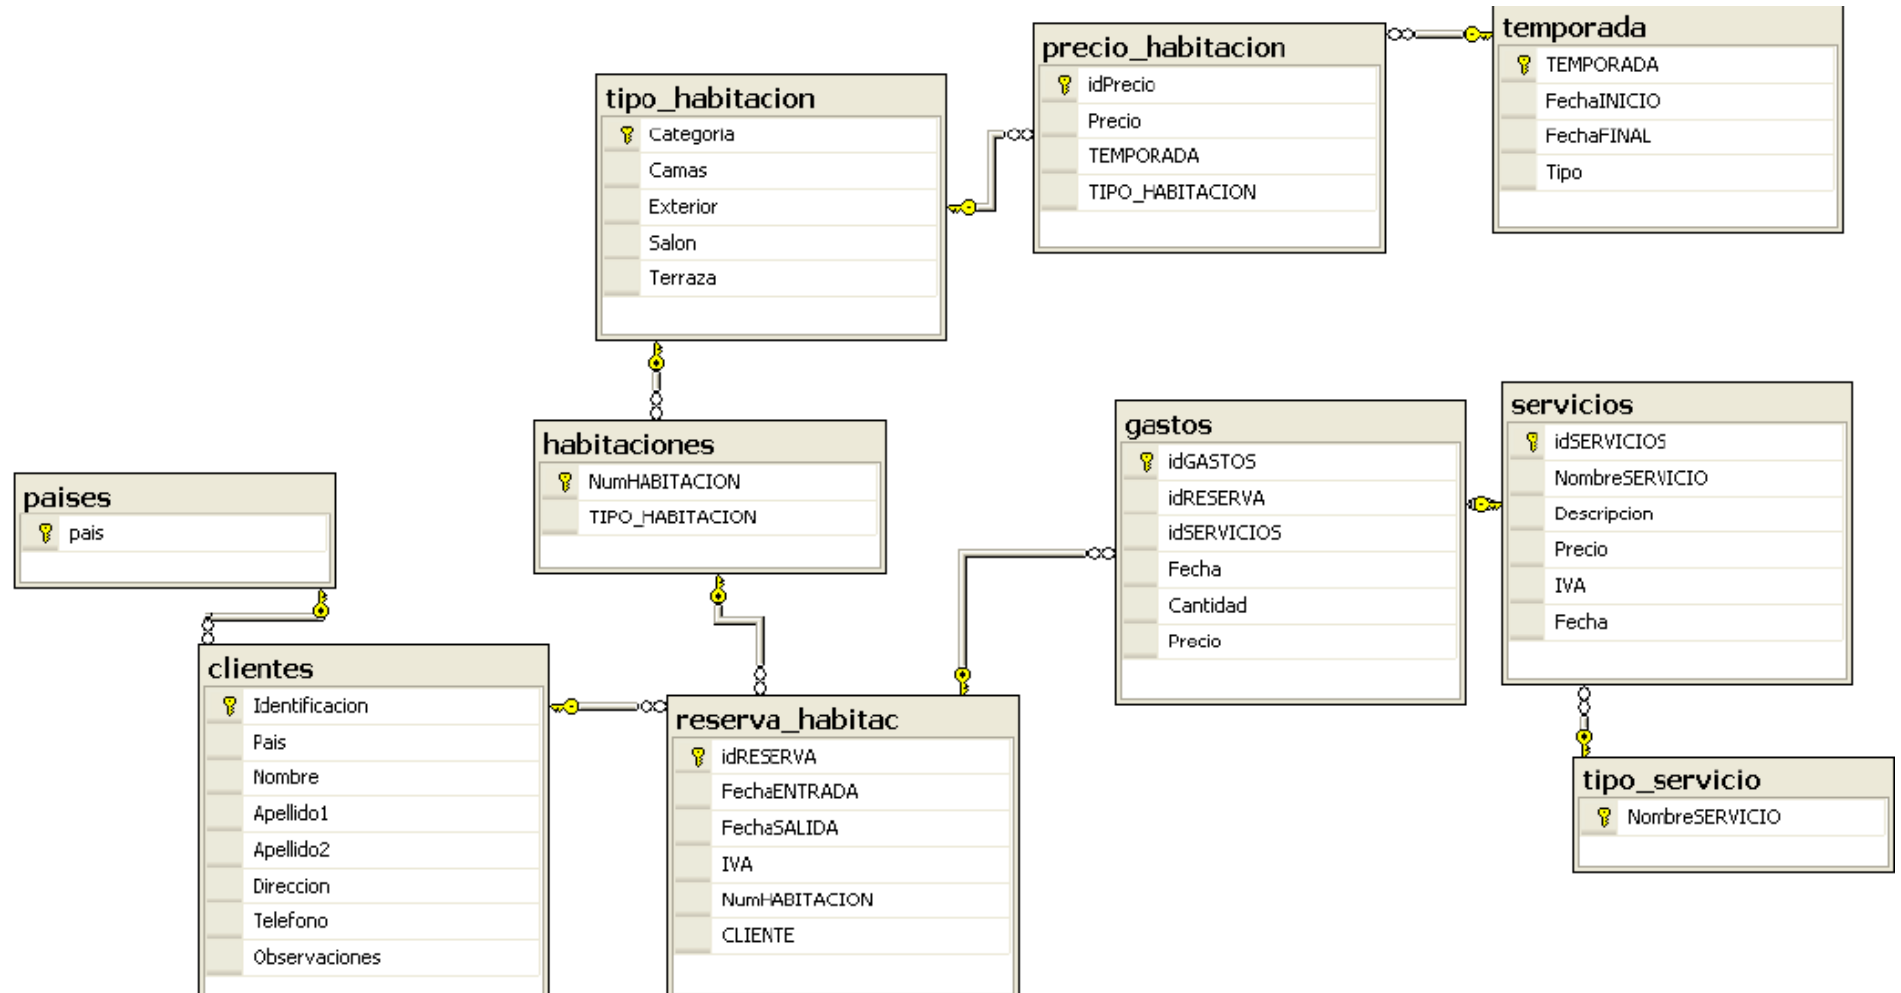 temporada
TEMPORADA
FechaINICIO
FechaFINAL
Tipo
precio_habitacion
idPrecio
Precio
TEMPORADA
TIPO_HABITACION
tipo_habitacion
Categoria
Camas
Exterior
Salon
Terraza
habitaciones
NumHABITACION
TIPO_HABITACION
gastos
idGASTOS
idRESERVA
idSERVICIOS
Fecha
Cantidad
Precio
servicios
idSERVICIOS
NombreSERVICIO
Descripcion
Precio
IVA
Fecha
paises
pais
clientes
Identificacion
Pais
Nombre
Apellido1
Apellido2
Direccion
Telefono
Observaciones
reserva_habitac
idRESERVA
FechaENTRADA
FechaSALIDA
IVA
NumHABITACION
CLIENTE
tipo_servicio
NombreSERVICIO